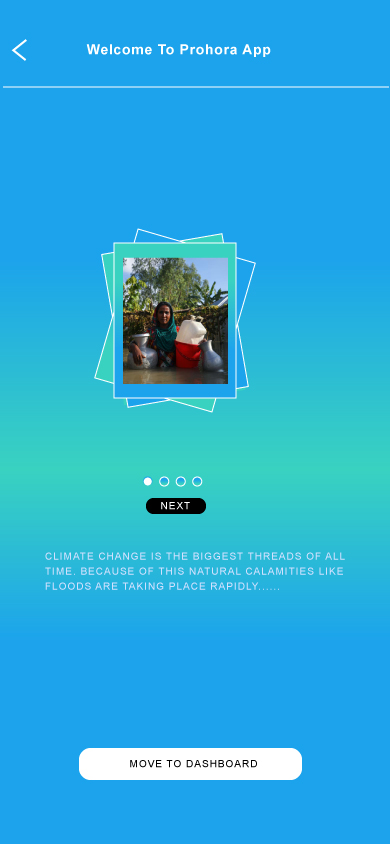 Welcome To Prohora App
NEXT
CLIMATE CHANGE IS THE BIGGEST THREADS OF ALL
TIME. BECAUSE OF THIS NATURAL CALAMITIES LIKE
FLOODS ARE TAKING PLACE RAPIDLY......
MOVE TO DASHBOARD